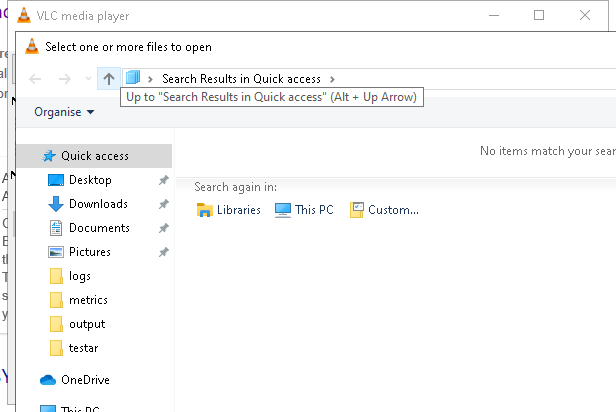 VLC media player
Select one or more files to open
Search Results in Quick access
Up to "Search Results in Quick access" (Alt + Up Arrow)
Organise
Quick access
No items match your sear
Desktop
Search again in:
Downloads
Libraries
This PC
Custom...
Documents
Pictures
logs
metrics
output
testar
OneDrive
This PC